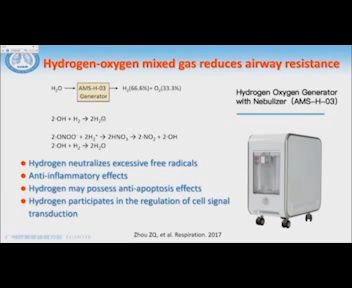 Hydrogen-oxygen mixed gas reduces airway resistance
H₂O → AMS-H-03 Generator → H₂(66.6%)+ O₂(33.3%)
Hydrogen Oxygen Generator
with Nebulizer (AMS-H-03)
2·OH + H₂ → 2H₂O
2·ONOO⁻ + 2H₂⁺ → 2HNO₃ → 2·NO₂ + 2·OH
2·OH + H₂ → 2H₂O
• Hydrogen neutralizes excessive free radicals
• Anti-inflammatory effects
• Hydrogen may possess anti-apoptosis effects
• Hydrogen participates in the regulation of cell signal
transduction
Zhou ZQ, et al. Respiration. 2017